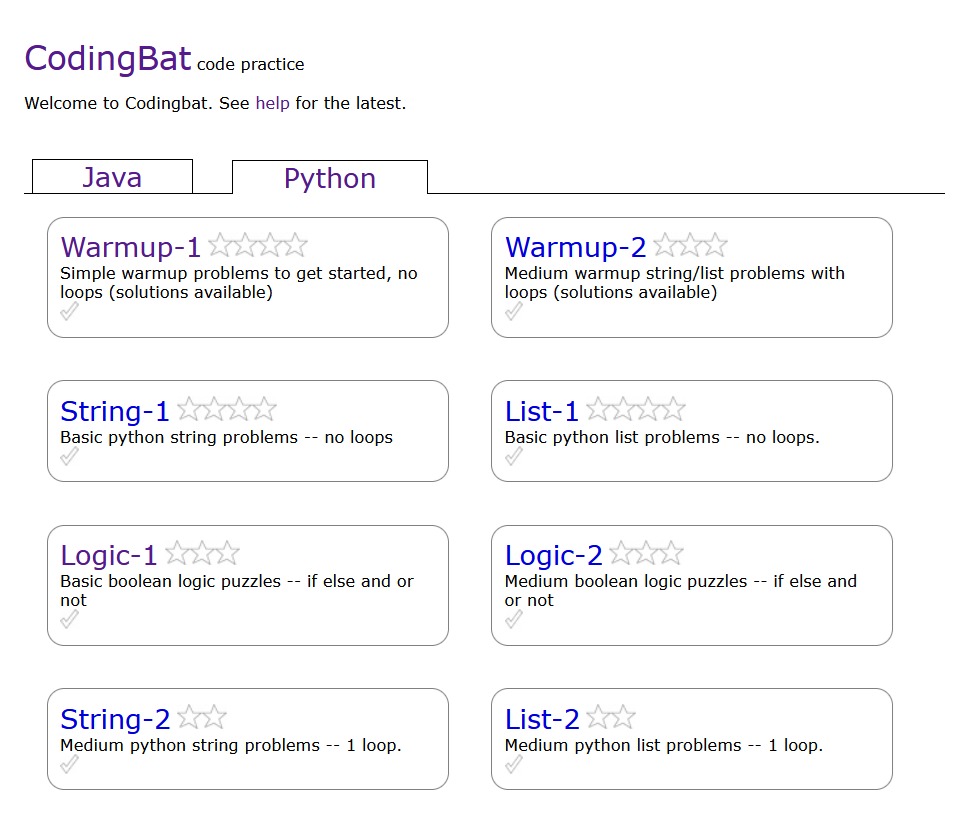 CodingBat code practice
Welcome to Codingbat. See help for the latest.
Java
Python
Warmup-1
Simple warmup problems to get started, no
loops (solutions available)
Warmup-2
Medium warmup string/list problems with
loops (solutions available)
String-1
Basic python string problems -- no loops
List-1
Basic python list problems -- no loops.
Logic-1
Basic boolean logic puzzles -- if else and or
not
Logic-2
Medium boolean logic puzzles -- if else and
or not
String-2
Medium python string problems -- 1 loop.
List-2
Medium python list problems -- 1 loop.